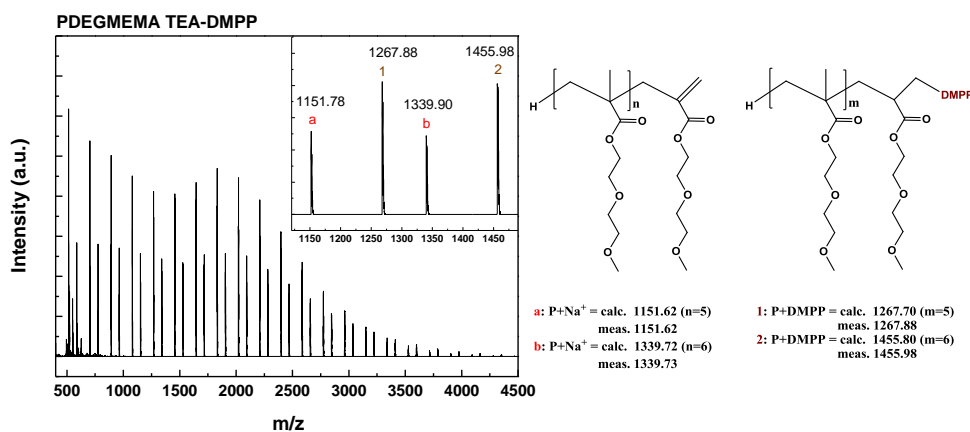 PDEGMEMA TEA-DMPP
Intensity (a.u.)
1267.88
1
1455.98
2
1151.78
a
1339.90
b
1150 1200 1250 1300 1350 1400 1450
500 1000 1500 2000 2500 3000 3500 4000 4500
m/z
H
n
O
O
O
O
O
O
O
O
H
m
DMPP
O
O
O
O
O
O
O
O
a: P+Na⁺ = calc. 1151.62 (n=5)
meas. 1151.62
b: P+Na⁺ = calc. 1339.72 (n=6)
meas. 1339.73
1: P+DMPP = calc. 1267.70 (m=5)
meas. 1267.88
2: P+DMPP = calc. 1455.80 (m=6)
meas. 1455.98